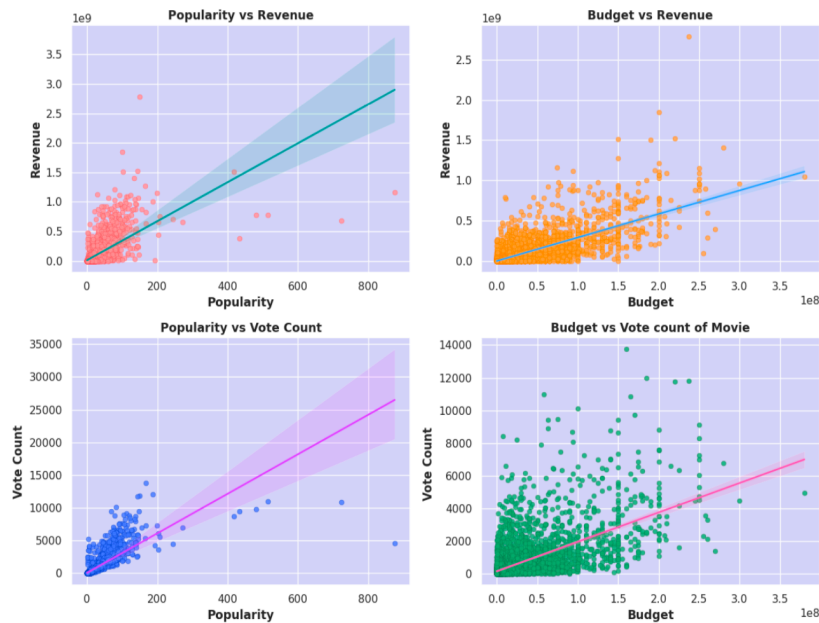 Popularity vs Revenue
1e9
3.5
3.0
2.5
2.0
1.5
1.0
0.5
0.0
Revenue
0 200 400 600 800
Popularity
Budget vs Revenue
1e9
2.5
2.0
1.5
1.0
0.5
0.0
Revenue
0.0 0.5 1.0 1.5 2.0 2.5 3.0 3.5
1e8
Budget
Popularity vs Vote Count
35000
30000
25000
20000
15000
10000
5000
0
Vote Count
0 200 400 600 800
Popularity
Budget vs Vote count of Movie
14000
12000
10000
8000
6000
4000
2000
0
Vote Count
0.0 0.5 1.0 1.5 2.0 2.5 3.0 3.5
1e8
Budget